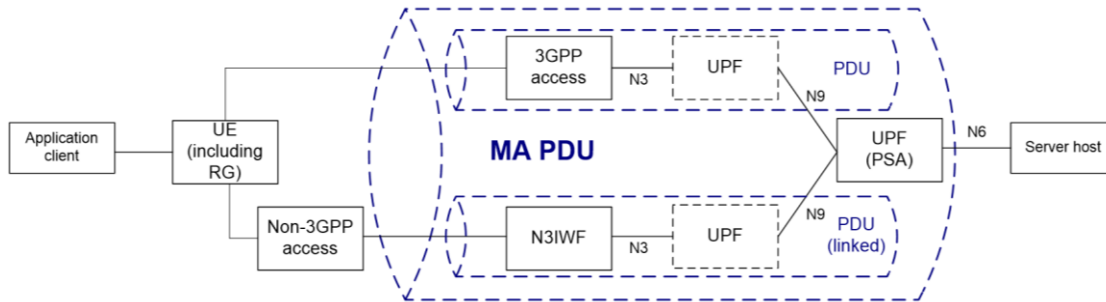 3GPP
access
N3
UPF
PDU
N9
Application
client
UE
(including
RG)
MA PDU
UPF
(PSA)
N6
Server host
Non-3GPP
access
N3IWF
N3
UPF
N9
PDU
(linked)